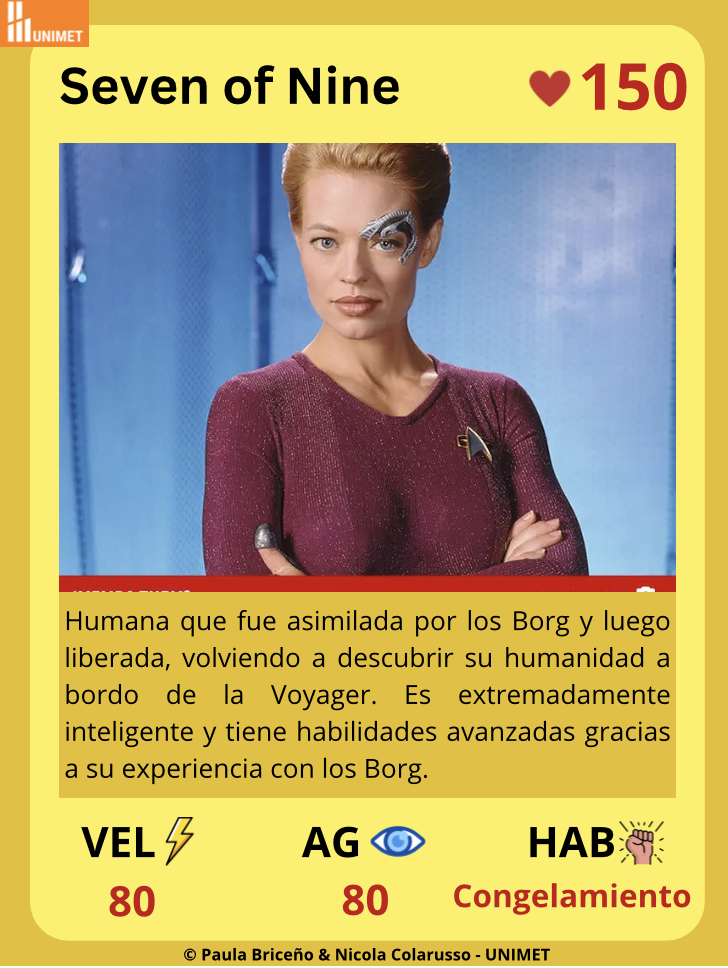 UNIMET
Seven of Nine
150
Humana que fue asimilada por los Borg y luego
liberada, volviendo a descubrir su humanidad a
bordo de la Voyager. Es extremadamente
inteligente y tiene habilidades avanzadas gracias
a su experiencia con los Borg.
VEL
AG
HAB
80
80
Congelamiento
© Paula Briceño & Nicola Colarusso - UNIMET